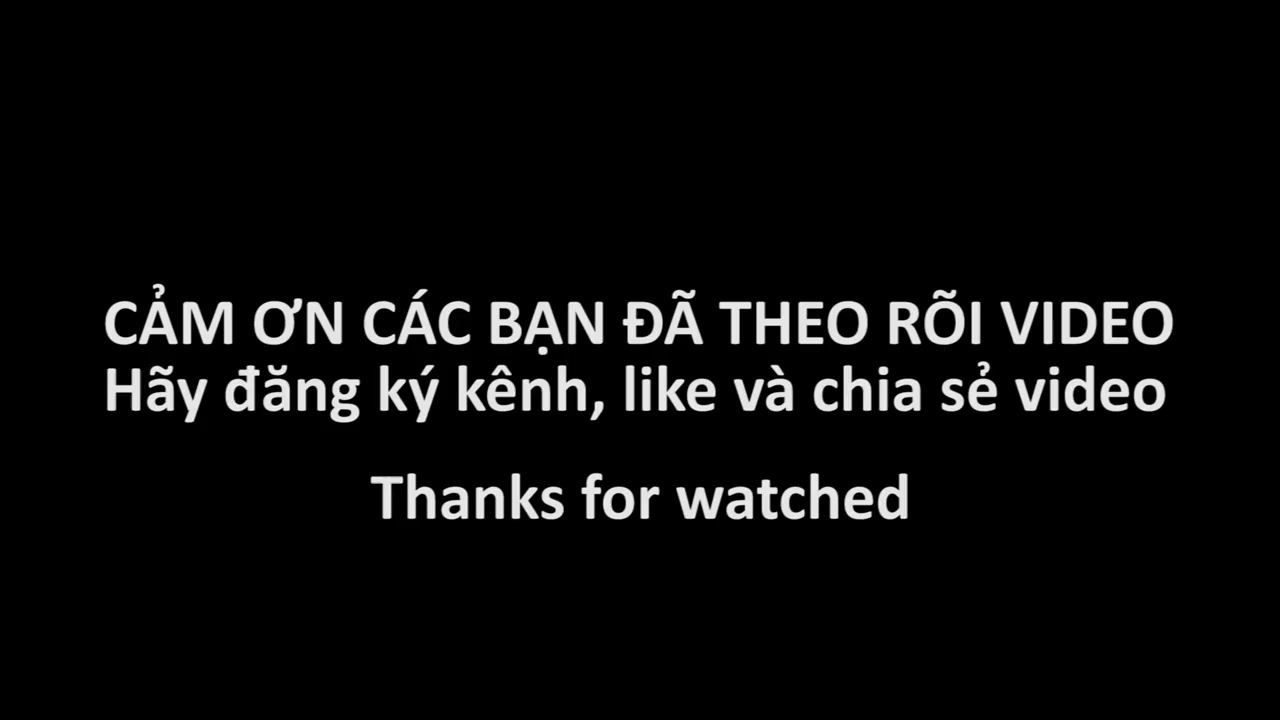 CẢM ƠN CÁC BẠN ĐÃ THEO RÕI VIDEO
Hãy đăng ký kênh, like và chia sẻ video
Thanks for watched